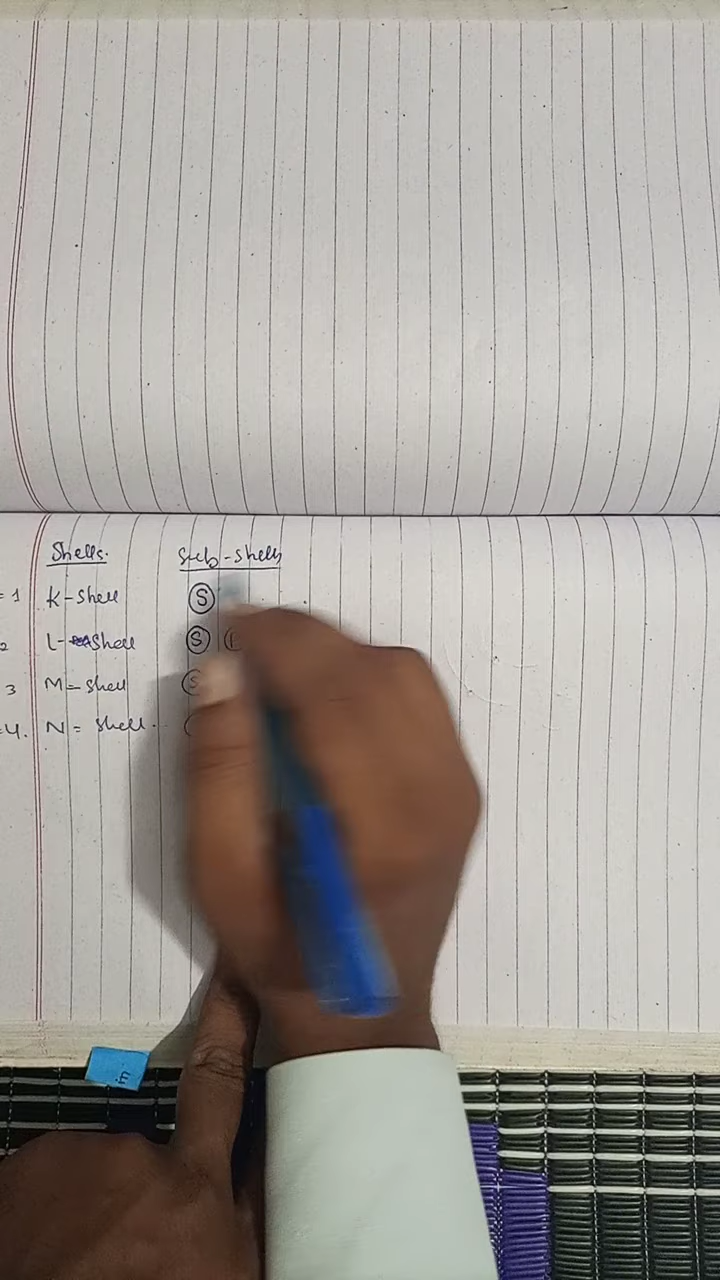 Shells. Sub-shells
= 1 K-shell S
2 L-shell S P
3 M-shell S
=4. N= shell.